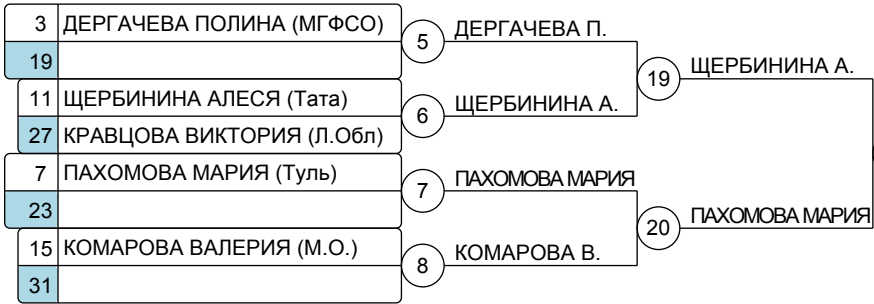 3 ДЕРГАЧЕВА ПОЛИНА (МГФСО)
5 ДЕРГАЧЕВА П.
19
19 ЩЕРБИНИНА А.
11 ЩЕРБИНИНА АЛЕСЯ (Тата)
6 ЩЕРБИНИНА А.
27 КРАВЦОВА ВИКТОРИЯ (Л.Обл)
7 ПАХОМОВА МАРИЯ (Туль)
7 ПАХОМОВА МАРИЯ
23
20 ПАХОМОВА МАРИЯ
15 КОМАРОВА ВАЛЕРИЯ (М.О.)
8 КОМАРОВА В.
31